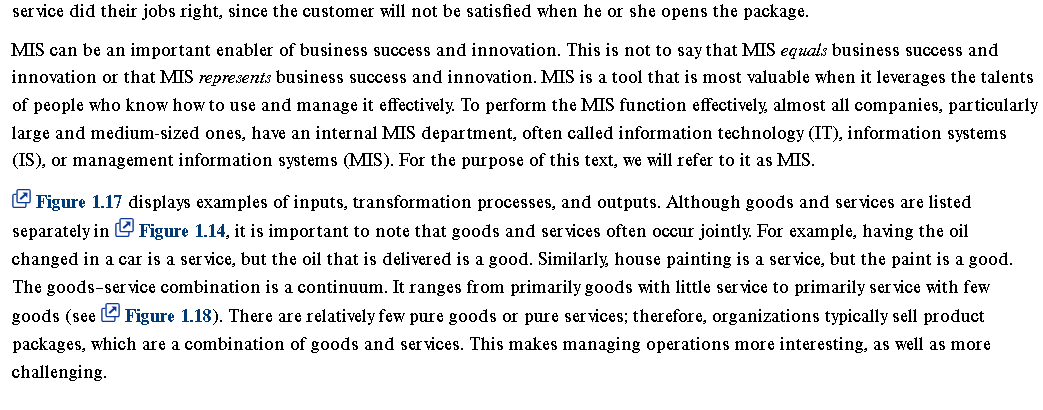 service did their jobs right, since the customer will not be satisfied when he or she opens the package.
MIS can be an important enabler of business success and innovation. This is not to say that MIS equals business success and
innovation or that MIS represents business success and innovation. MIS is a tool that is most valuable when it leverages the talents
of people who know how to use and manage it effectively. To perform the MIS function effectively, almost all companies, particularly
large and medium-sized ones, have an internal MIS department, often called information technology (IT), information systems
(IS), or management information systems (MIS). For the purpose of this text, we will refer to it as MIS.
Figure 1.17 displays examples of inputs, transformation processes, and outputs. Although goods and services are listed
separately in Figure 1.14, it is important to note that goods and services often occur jointly. For example, having the oil
changed in a car is a service, but the oil that is delivered is a good. Similarly, house painting is a service, but the paint is a good.
The goods–service combination is a continuum. It ranges from primarily goods with little service to primarily service with few
goods (see Figure 1.18). There are relatively few pure goods or pure services; therefore, organizations typically sell product
packages, which are a combination of goods and services. This makes managing operations more interesting, as well as more
challenging.